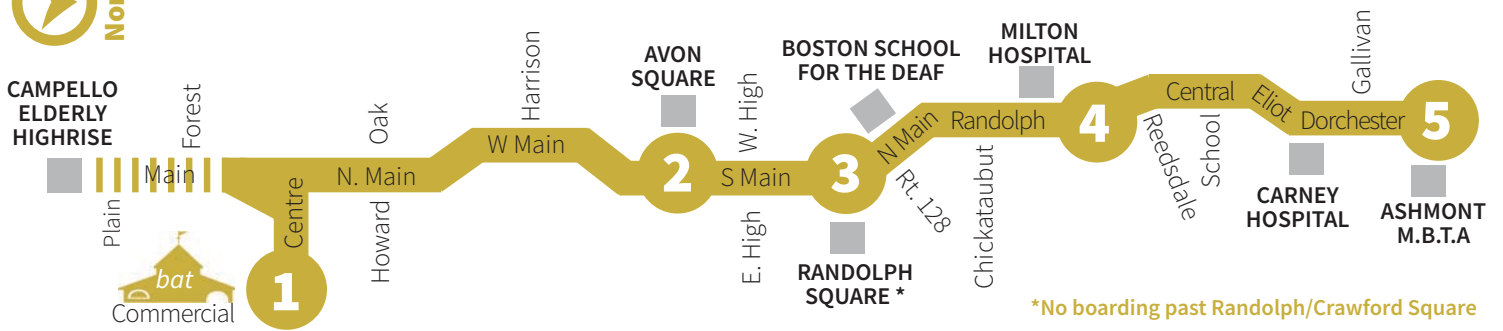 Nor
CAMPELLO
ELDERLY
HIGHRISE
Main
Plain
Forest
bat
Commercial
Centre
1
N. Main
Oak
Howard
W Main
Harrison
AVON
SQUARE
2
S Main
W. High
E. High
BOSTON SCHOOL
FOR THE DEAF
3
RANDOLPH
SQUARE *
N Main
Rt. 128
Randolph
Chickataubut
MILTON
HOSPITAL
4
Reedsdale
Central
School
Eliot
Dorchester
Gallivan
CARNEY
HOSPITAL
5
ASHMONT
M.B.T.A
*No boarding past Randolph/Crawford Square